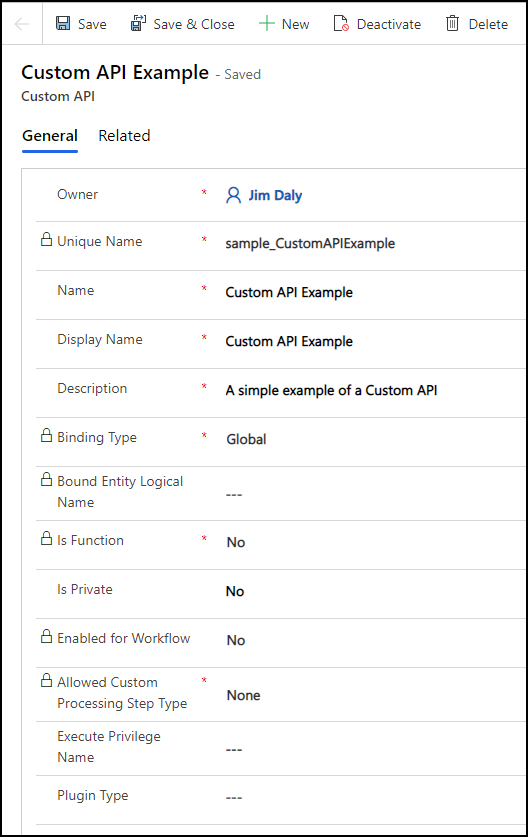 Save Save & Close New Deactivate Delete
Custom API Example - Saved
Custom API
General Related
Owner * Jim Daly
Unique Name * sample_CustomAPIExample
Name * Custom API Example
Display Name * Custom API Example
Description * A simple example of a Custom API
Binding Type * Global
Bound Entity Logical
Name ---
Is Function * No
Is Private No
Enabled for Workflow No
Allowed Custom *
Processing Step Type None
Execute Privilege
Name ---
Plugin Type ---